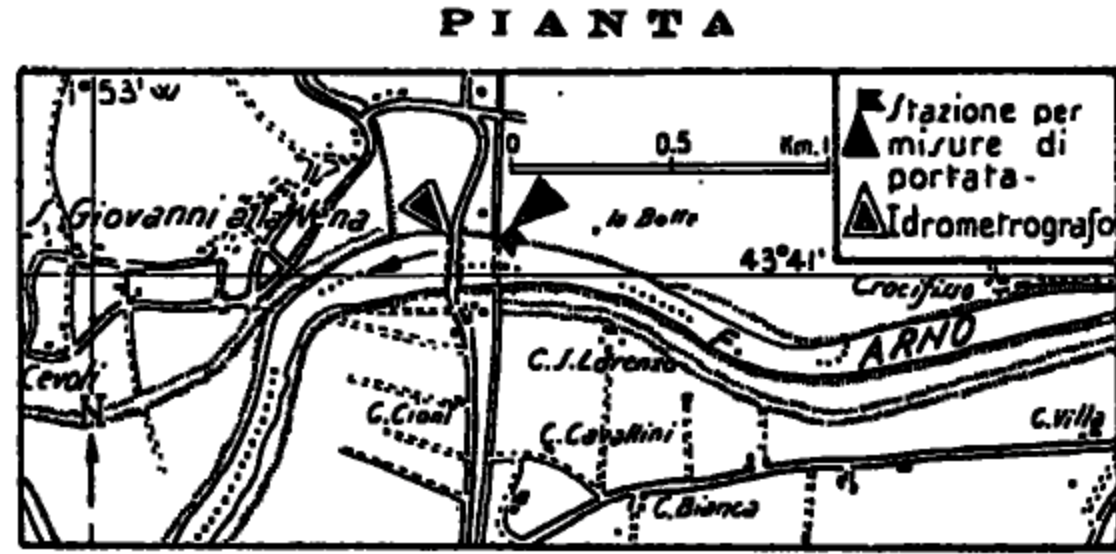 PIANTA
1°53' W
0 0.5 Km.1
Stazione per
misure di
portata-
Idrometrografo
Giovanni alla Vena
la Botte
43°41'
Crocifisso
F. ARNO
Cevoli
C.S.Lorenzo
N
C.Cioni
C.Cavallini
C.Villa
C.Bianca